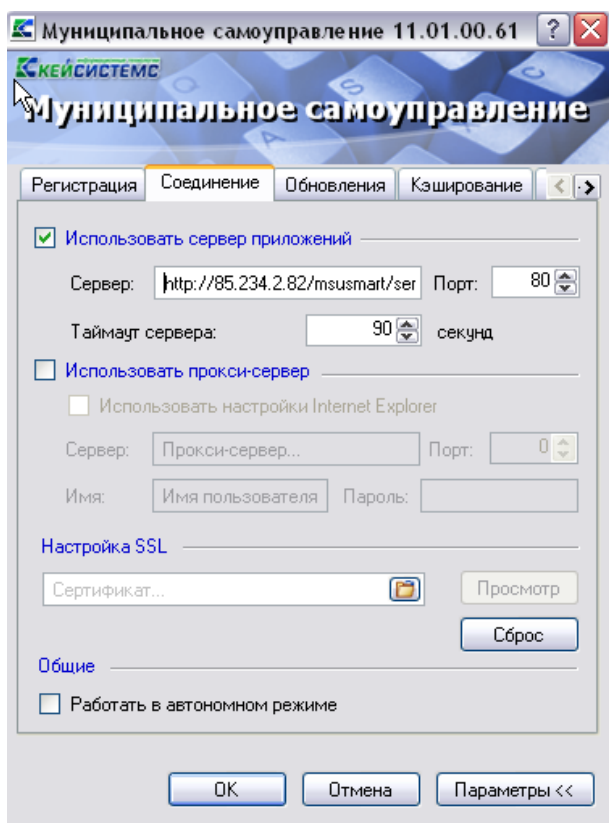 Муниципальное самоуправление 11.01.00.61
КЕЙСИСТЕМС
Муниципальное самоуправление
Регистрация Соединение Обновления Кэширование
Использовать сервер приложений
Сервер: http://85.234.2.82/msusmart/ser Порт: 80
Таймаут сервера: 90 секунд
Использовать прокси-сервер
Использовать настройки Internet Explorer
Сервер: Прокси-сервер... Порт: 0
Имя: Имя пользователя Пароль:
Настройка SSL
Сертификат... Просмотр
Сброс
Общие
Работать в автономном режиме
OK Отмена Параметры <<